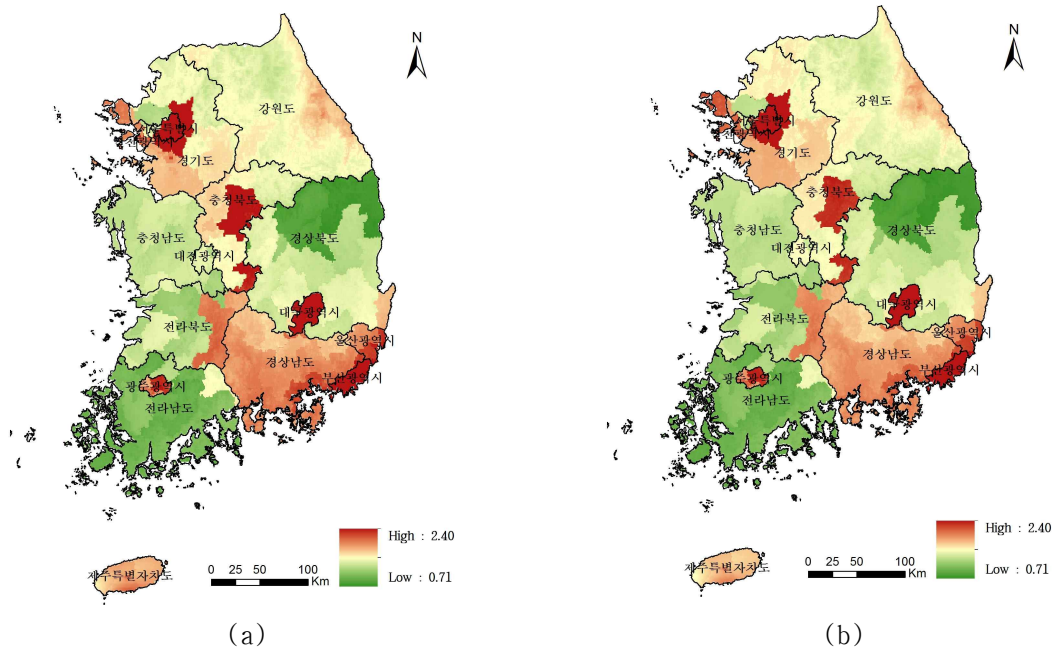 N
강원도
경기도
충청북도
충청남도
대전광역시
경상북도
전라북도
대구광역시
울산광역시
경상남도
부산광역시
광주광역시
전라남도
제주특별자치도
High : 2.40
Low : 0.71
0 25 50 100
Km
(a)
N
강원도
경기도
충청북도
충청남도
대전광역시
경상북도
전라북도
대구광역시
울산광역시
경상남도
부산광역시
광주광역시
전라남도
제주특별자치도
High : 2.40
Low : 0.71
0 25 50 100
Km
(b)